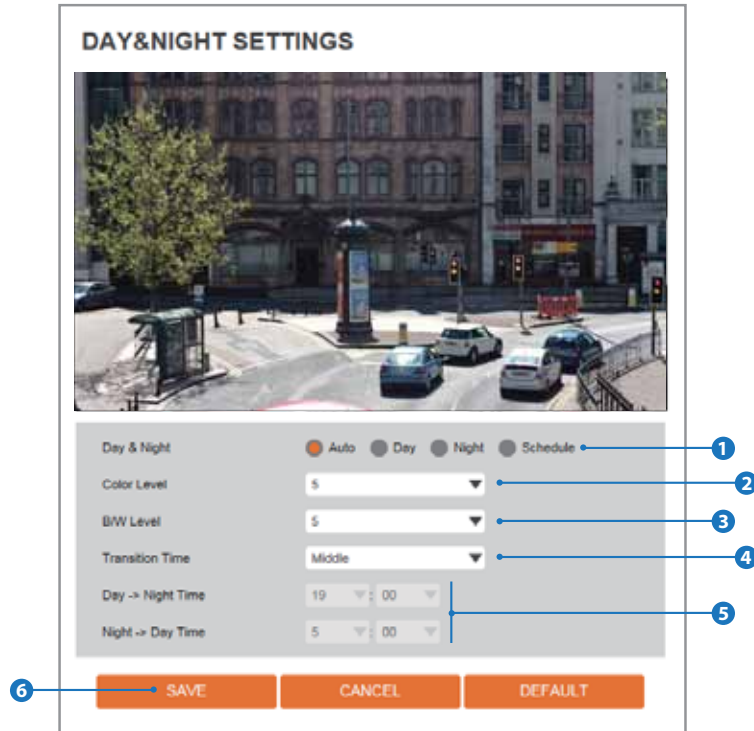 DAY&NIGHT SETTINGS
Day & Night Auto Day Night Schedule 1
Color Level 5 2
B/W Level 5 3
Transition Time Middle 4
Day -> Night Time 19 : 00
5
Night -> Day Time 5 : 00
6 SAVE CANCEL DEFAULT